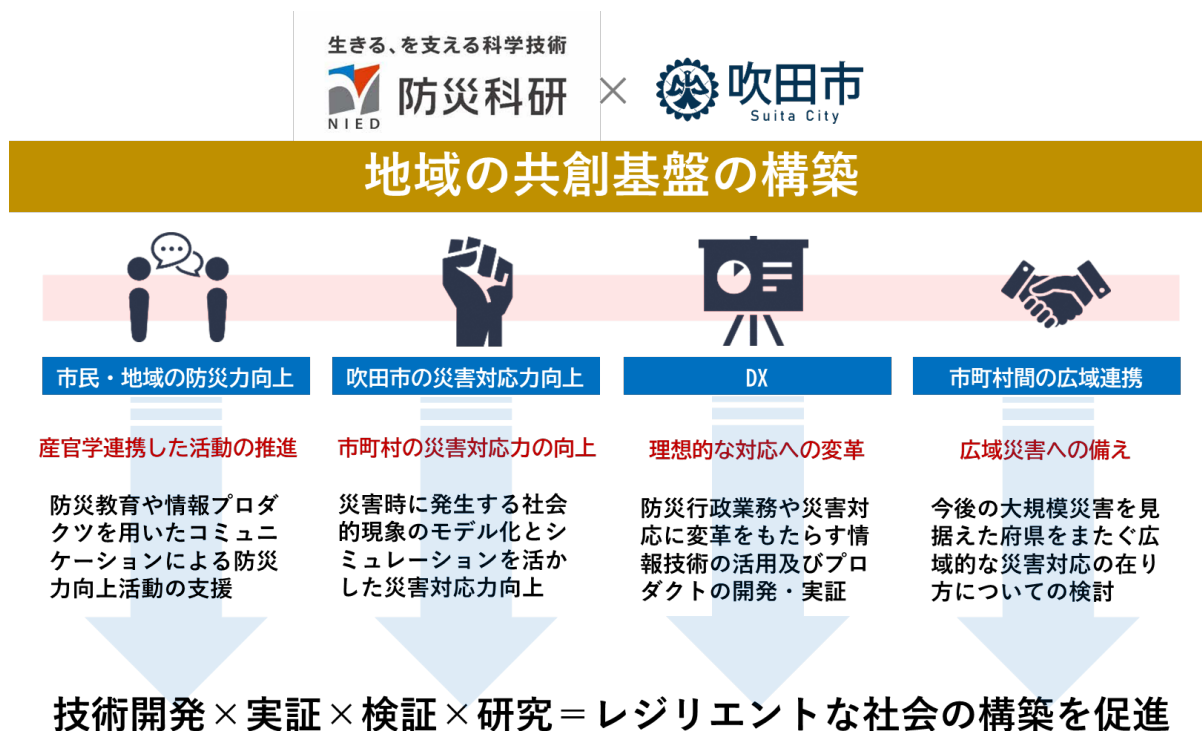 生きる、を支える科学技術
NIED 防災科研 × 吹田市
Suita City
地域の共創基盤の構築
市民・地域の防災力向上
産官学連携した活動の推進
防災教育や情報プロダ
クツを用いたコミュニ
ケーションによる防災
力向上活動の支援
吹田市の災害対応力向上
市町村の災害対応力の向上
災害時に発生する社会
的現象のモデル化とシ
ミュレーションを活か
した災害対応力向上
DX
理想的な対応への変革
防災行政業務や災害対
応に変革をもたらす情
報技術の活用及びプロ
ダクトの開発・実証
市町村間の広域連携
広域災害への備え
今後の大規模災害を見
据えた府県をまたぐ広
域的な災害対応の在り
方についての検討
技術開発×実証×検証×研究＝レジリエントな社会の構築を促進